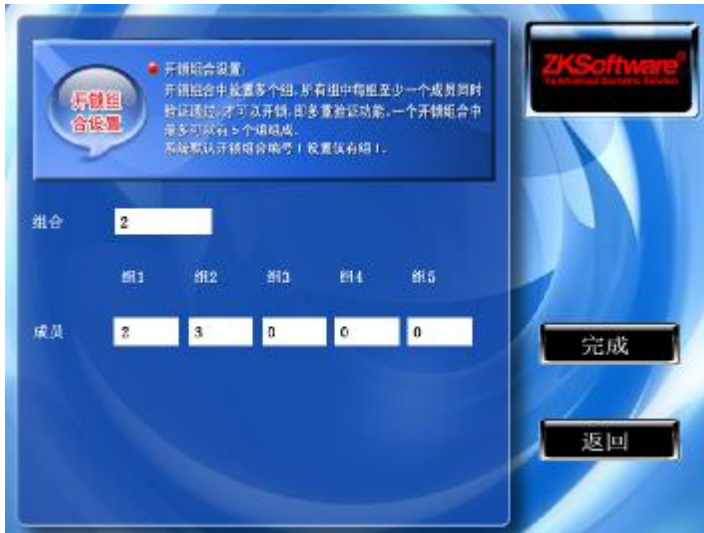 开锁组
合设置
开锁组合设置:
开锁组合中设置多个组,所有组中每组至少一个成员同时
验证通过,才可以开锁,即多重验证功能。一个开锁组合中
最多可以有5个组组成。
系统默认开锁组合编号1设置仅有组1。
ZKSoftware®
组合
2
组1 组2 组3 组4 组5
成员
2 3 0 0 0
完成
返回